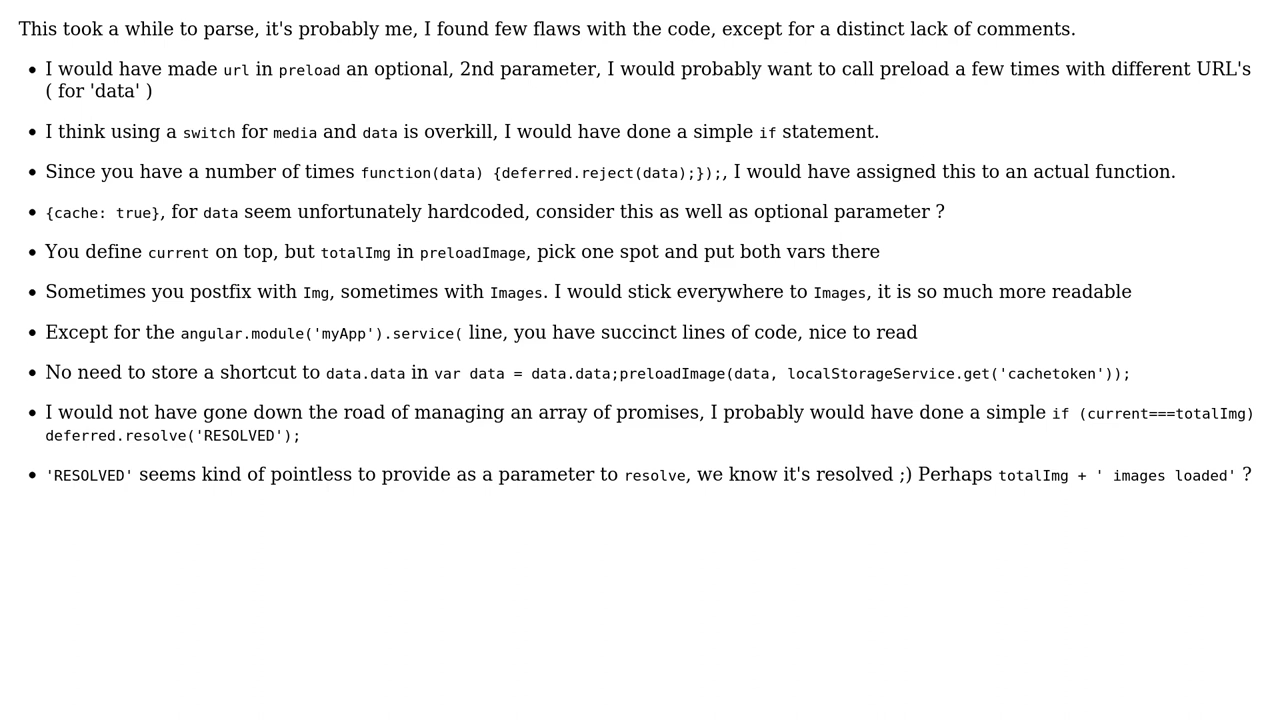 This took a while to parse, it's probably me, I found few flaws with the code, except for a distinct lack of comments.
I would have made url in preload an optional, 2nd parameter, I would probably want to call preload a few times with different URL's
( for 'data' )
I think using a switch for media and data is overkill, I would have done a simple if statement.
Since you have a number of times function(data) {deferred.reject(data);});, I would have assigned this to an actual function.
{cache: true}, for data seem unfortunately hardcoded, consider this as well as optional parameter ?
You define current on top, but totalImg in preloadImage, pick one spot and put both vars there
Sometimes you postfix with Img, sometimes with Images. I would stick everywhere to Images, it is so much more readable
Except for the angular.module('myApp').service( line, you have succinct lines of code, nice to read
No need to store a shortcut to data.data in var data = data.data;preloadImage(data, localStorageService.get('cachetoken'));
I would not have gone down the road of managing an array of promises, I probably would have done a simple if (current===totalImg)
deferred.resolve('RESOLVED');
'RESOLVED' seems kind of pointless to provide as a parameter to resolve, we know it's resolved ;) Perhaps totalImg + ' images loaded' ?